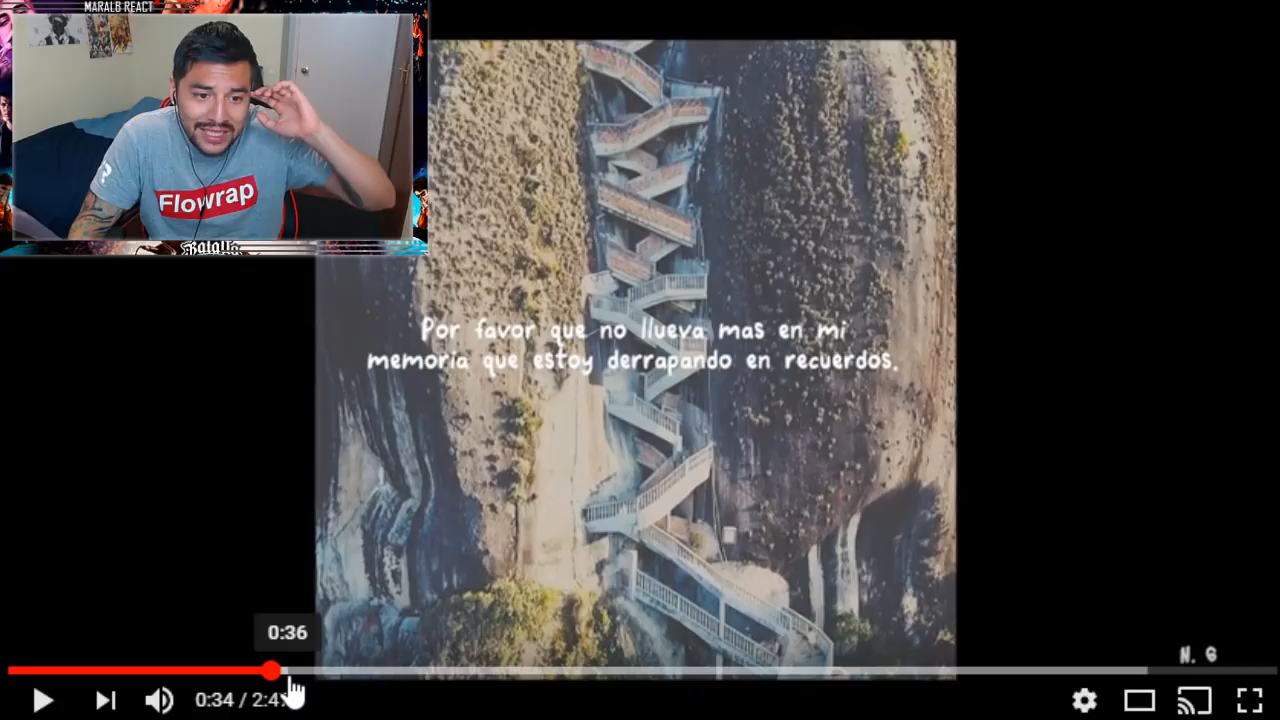 MARALB REACT
Flowrap
Batalla
Por favor que no llueva mas en mi
memoria que estoy derrapando en recuerdos.
0:36
N. G
0:34 / 2:4